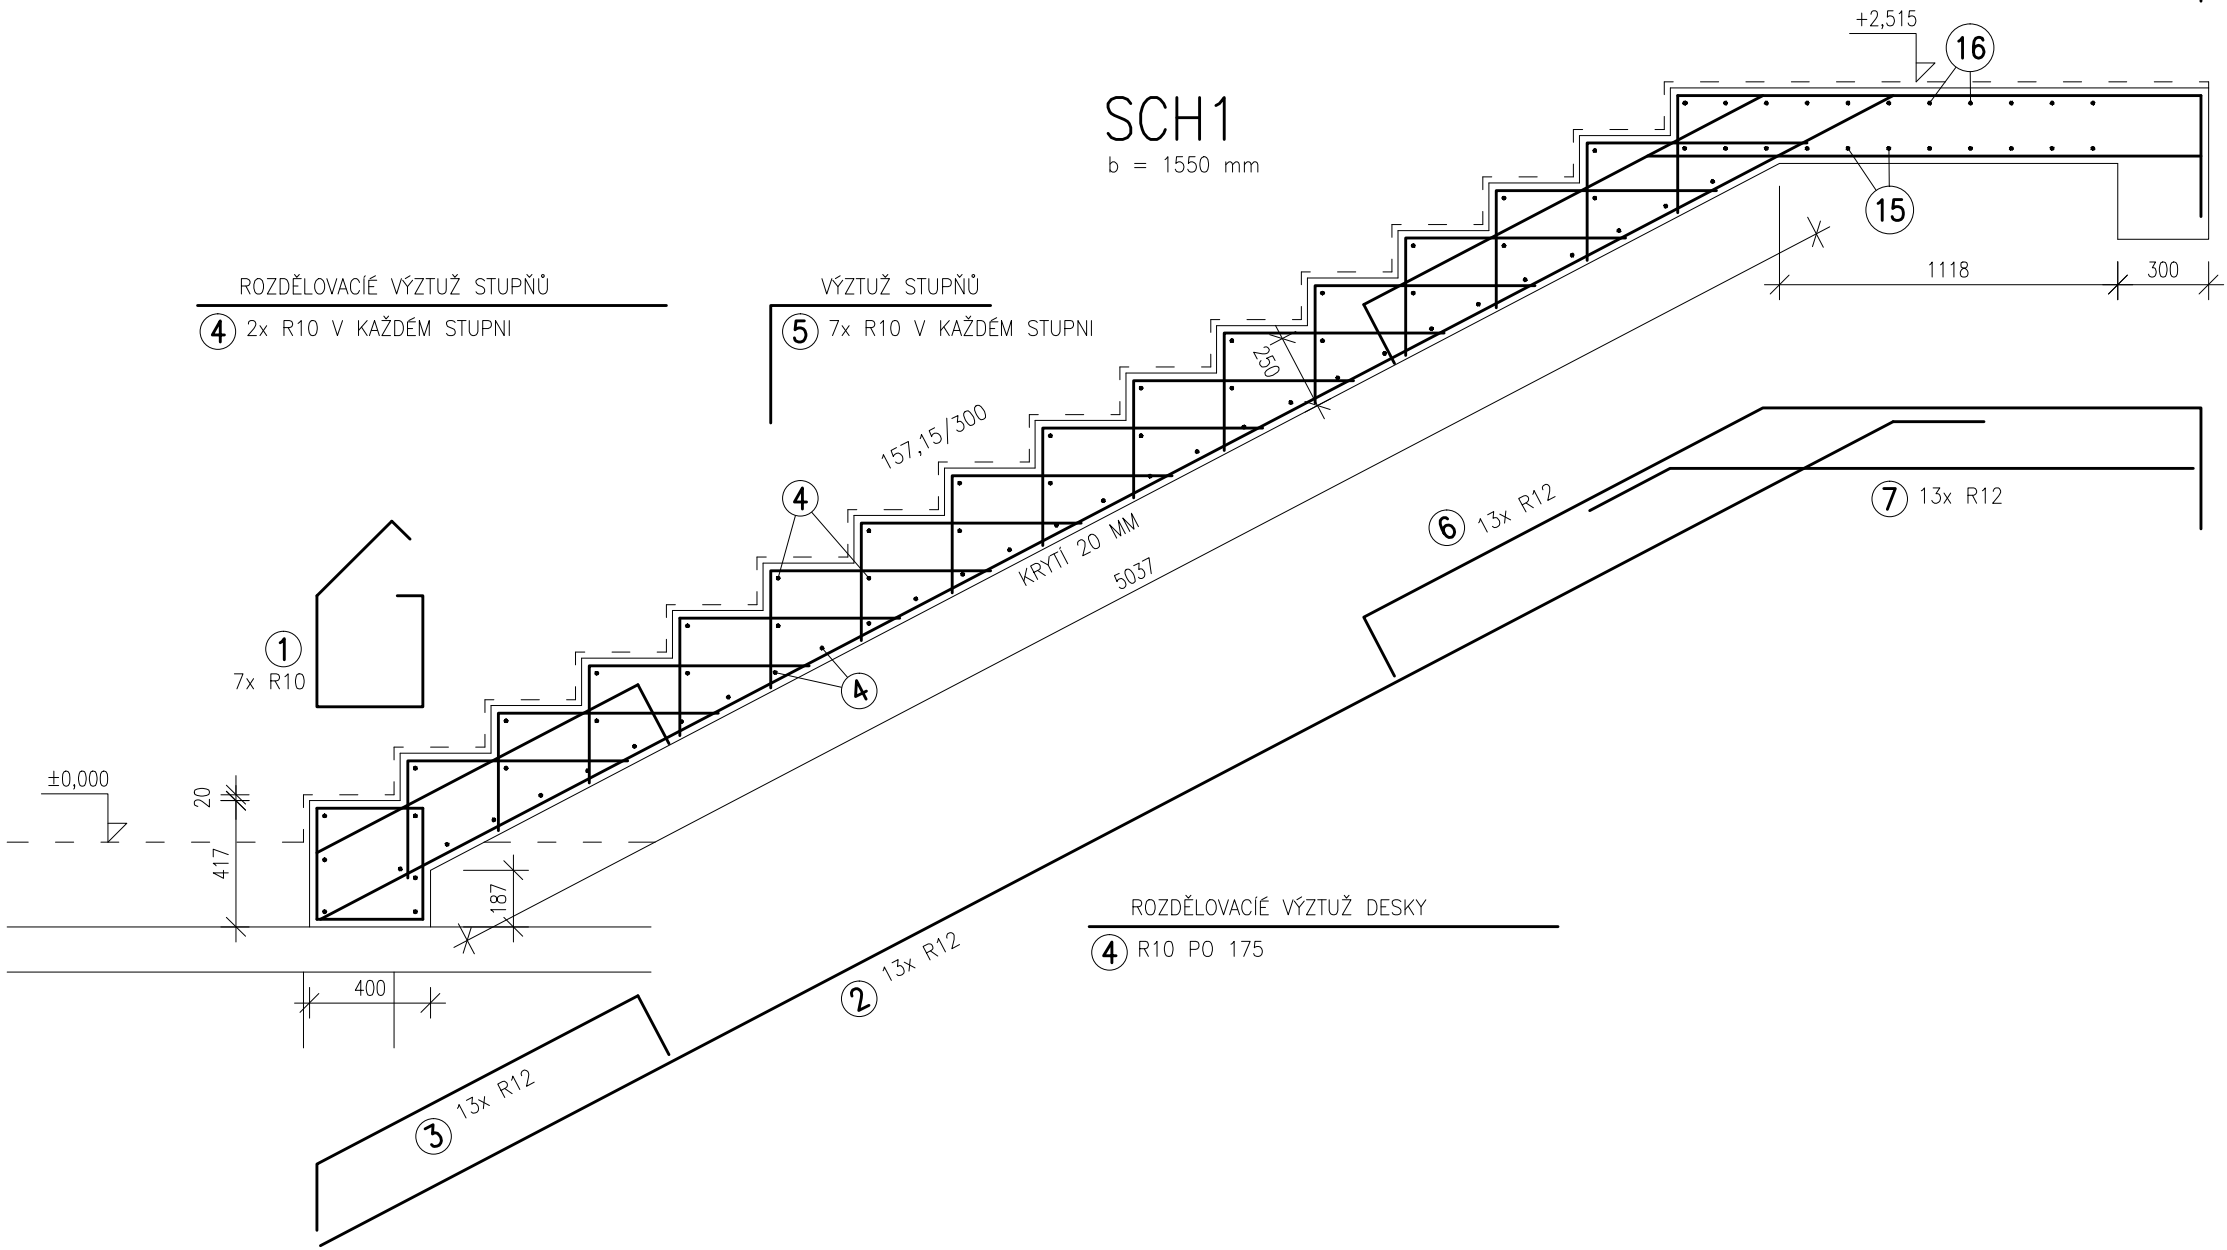 +2,515
16
SCH1
b = 1550 mm
15
1118
300
ROZDĚLOVACÍÉ VÝZTUŽ STUPŇŮ
4 2x R10 V KAŽDÉM STUPNI
VÝZTUŽ STUPŇŮ
5 7x R10 V KAŽDÉM STUPNI
250
157,15/300
4
KRYTÍ 20 MM
5037
6 13x R12
7 13x R12
1
7x R10
4
±0,000
20
417
187
400
ROZDĚLOVACÍÉ VÝZTUŽ DESKY
4 R10 PO 175
2 13x R12
3 13x R12